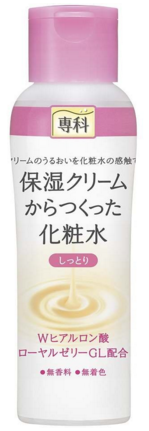 専科
クリームのうるおいを化粧水の感触で
保湿クリーム
からつくった
化粧水
しっとり
Wヒアルロン酸
ローヤルゼリーGL配合
●無香料 ●無着色